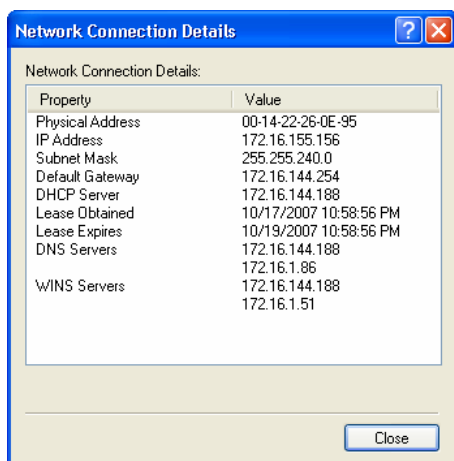 Network Connection Details
Network Connection Details:
Property Value
Physical Address 00-14-22-26-0E-95
IP Address 172.16.155.156
Subnet Mask 255.255.240.0
Default Gateway 172.16.144.254
DHCP Server 172.16.144.188
Lease Obtained 10/17/2007 10:58:56 PM
Lease Expires 10/19/2007 10:58:56 PM
DNS Servers 172.16.144.188
172.16.1.86
WINS Servers 172.16.144.188
172.16.1.51
Close